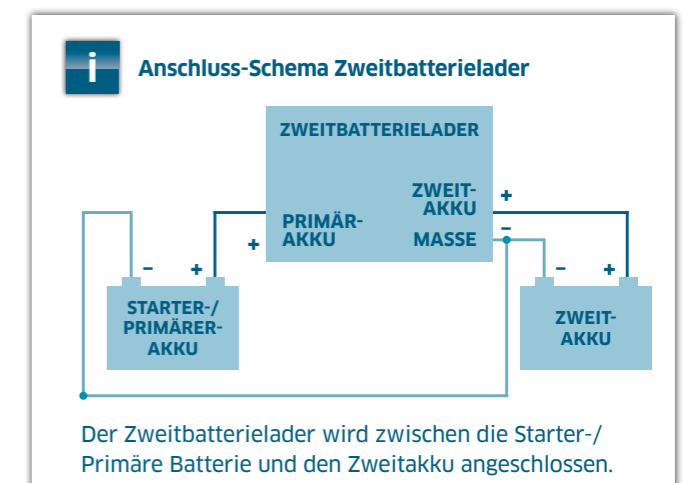 i
Anschluss-Schema Zweitbatterielader
ZWEITBATTERIELADER
ZWEIT-
AKKU
+
PRIMÄR-
AKKU
+
MASSE
–
–
+
STARTER-/
PRIMÄRER-
AKKU
–
+
ZWEIT-
AKKU
Der Zweitbatterielader wird zwischen die Starter-/
Primäre Batterie und den Zweitakku angeschlossen.